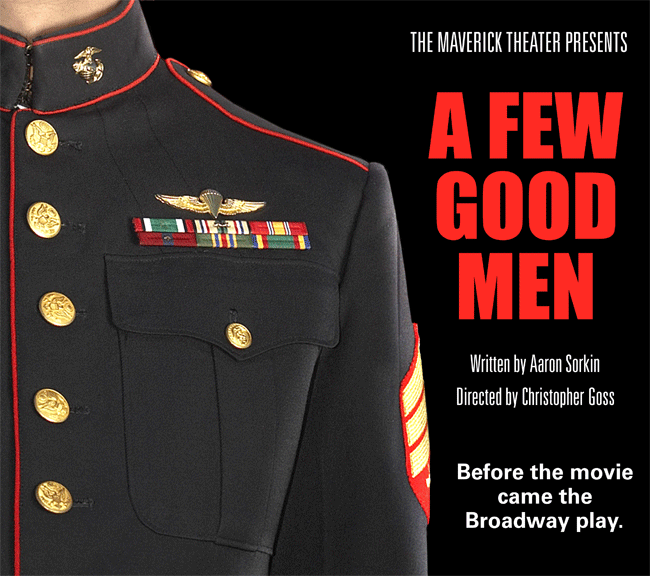 THE MAVERICK THEATER PRESENTS
A FEW
GOOD
MEN
Written by Aaron Sorkin
Directed by Christopher Goss
Before the movie
came the
Broadway play.